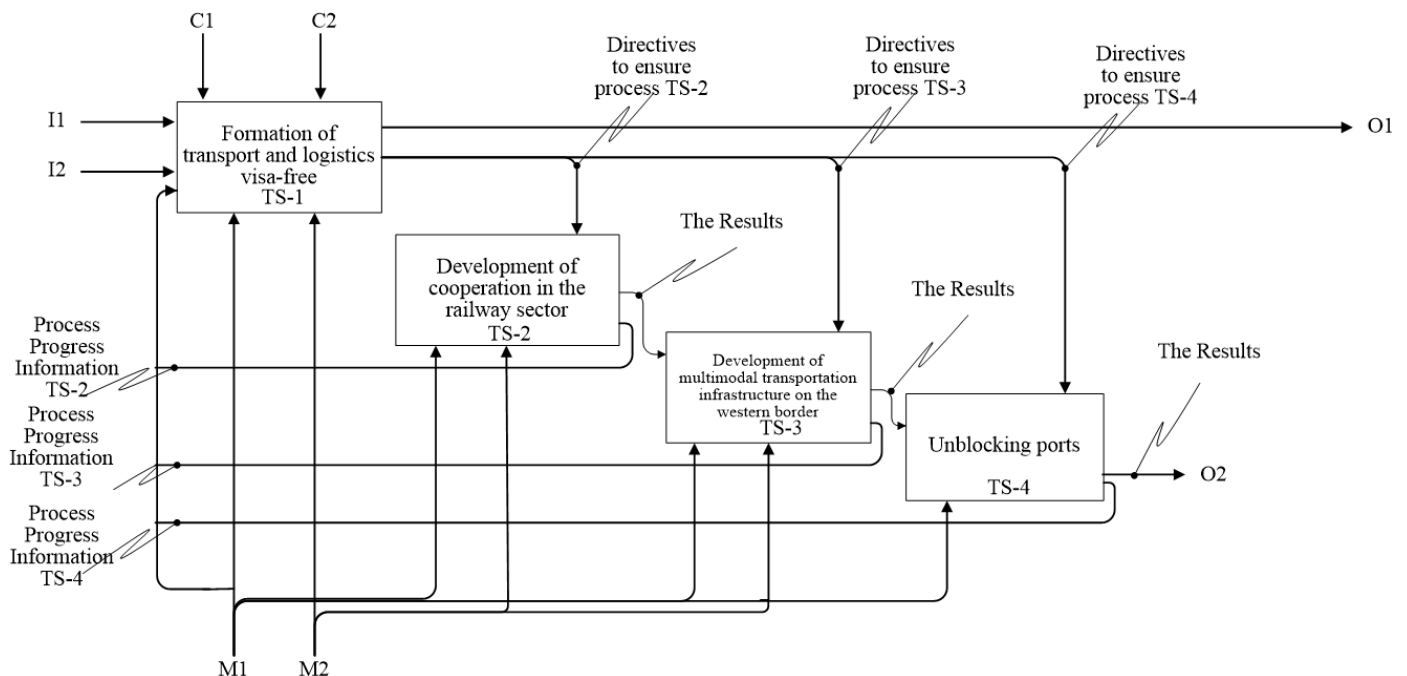 C1
C2
Directives
to ensure
process TS-2
Directives
to ensure
process TS-3
Directives
to ensure
process TS-4
I1
I2
Formation of
transport and logistics
visa-free
TS-1
O1
The Results
Development of
cooperation in the
railway sector
TS-2
The Results
Process
Progress
Information
TS-2
Development of
multimodal transportation
infrastructure on the
western border
TS-3
The Results
Process
Progress
Information
TS-3
Unblocking ports
TS-4
O2
Process
Progress
Information
TS-4
M1
M2